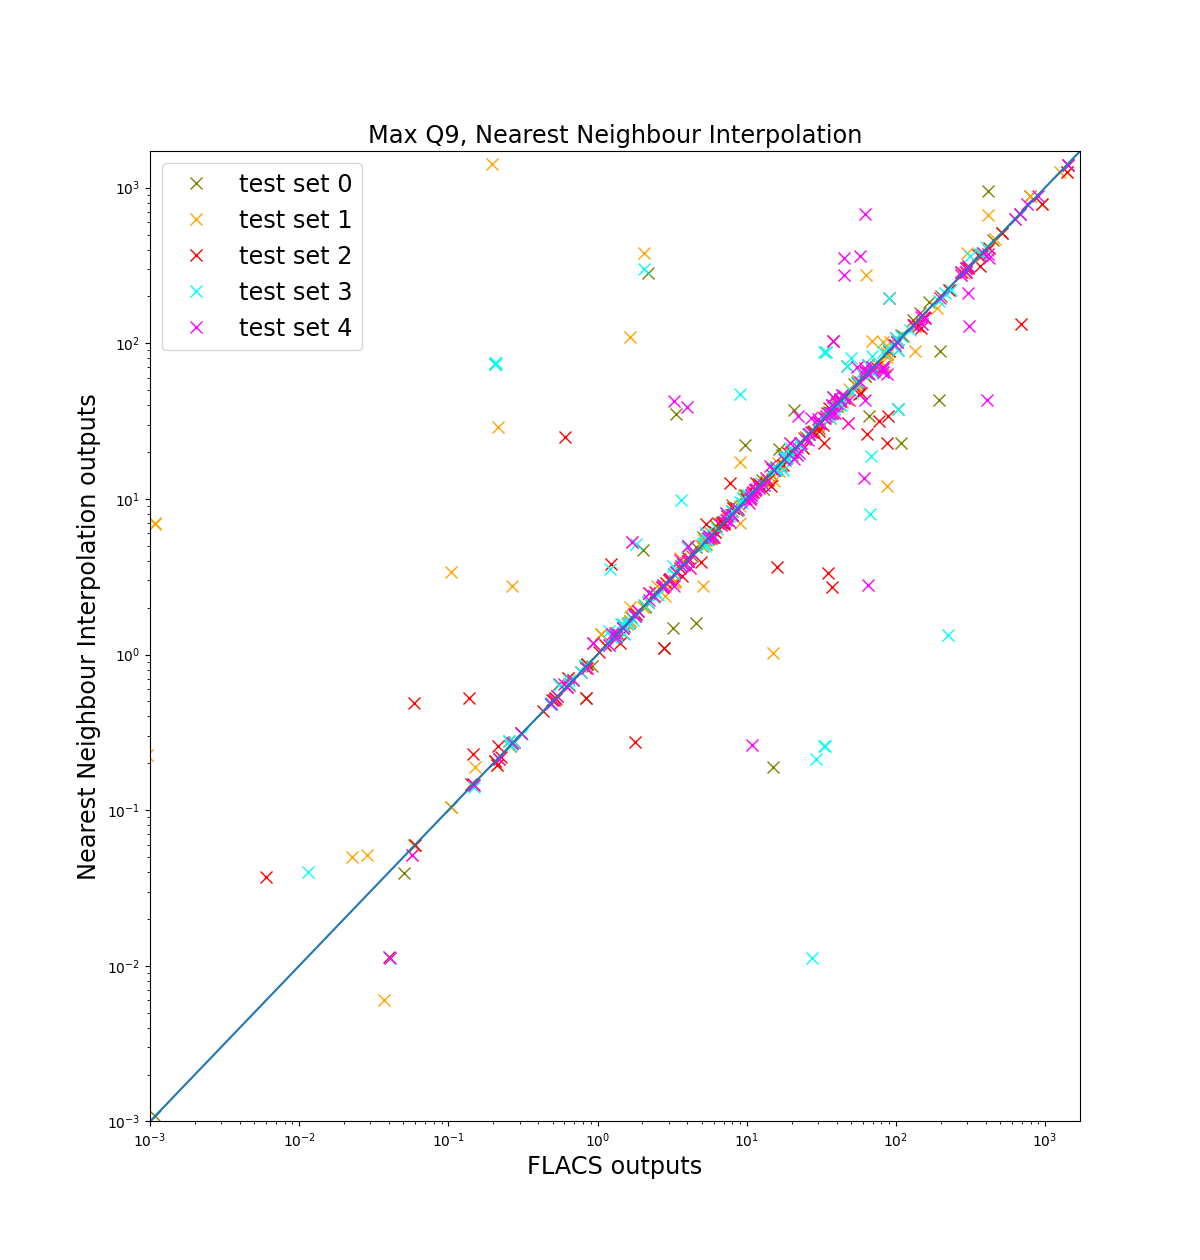 Max Q9, Nearest Neighbour Interpolation
test set 0
test set 1
test set 2
test set 3
test set 4
Nearest Neighbour Interpolation outputs
10³
10²
10¹
10⁰
10⁻¹
10⁻²
10⁻³
10⁻³ 10⁻² 10⁻¹ 10⁰ 10¹ 10² 10³
FLACS outputs